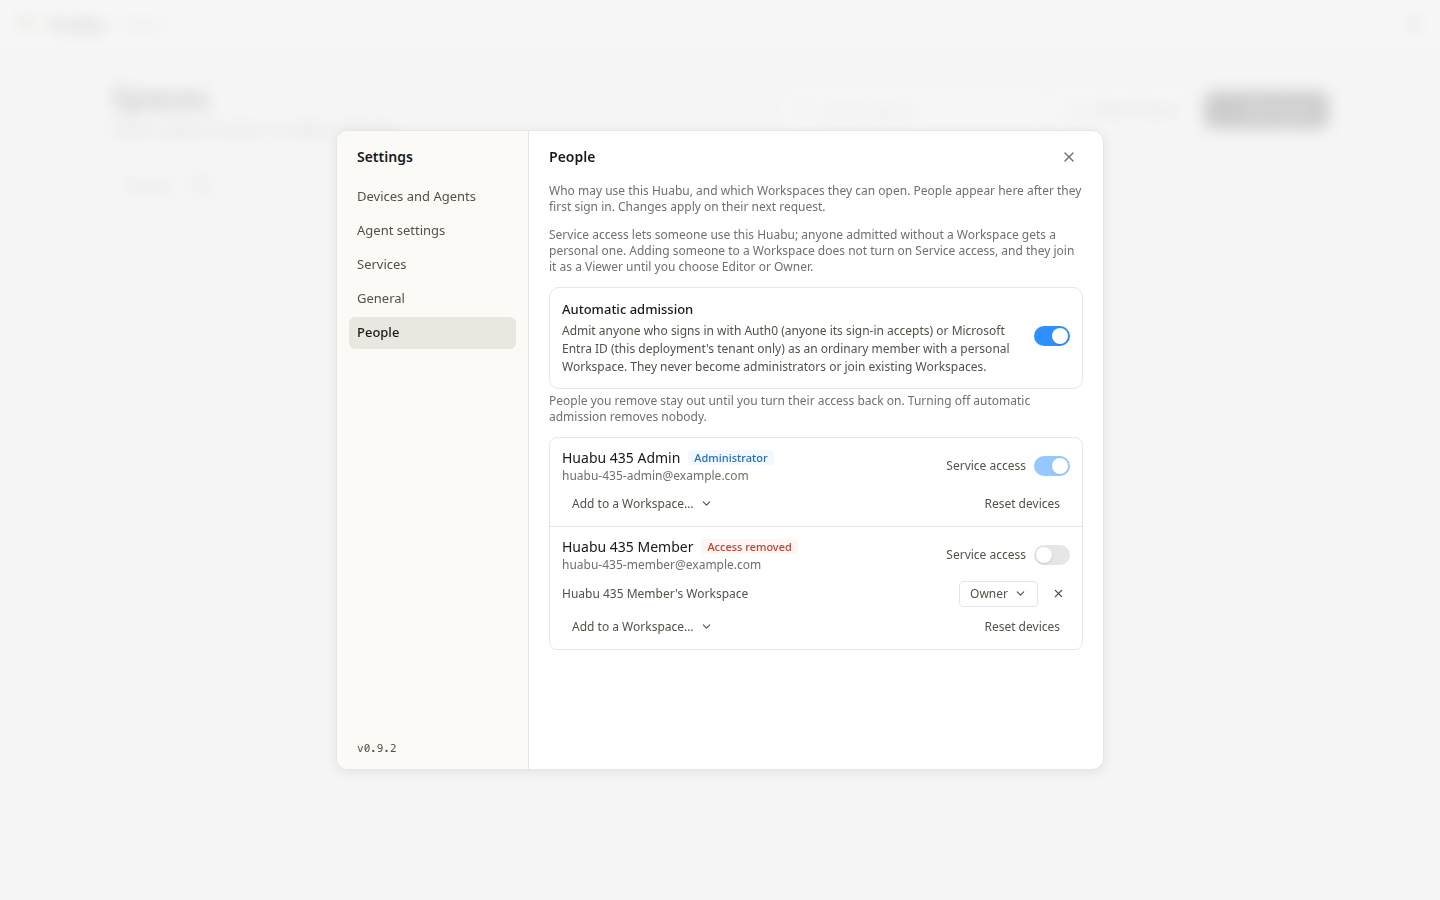 Settings
Devices and Agents
Agent settings
Services
General
People
v0.9.2
People
Who may use this Huabu, and which Workspaces they can open. People appear here after they
first sign in. Changes apply on their next request.
Service access lets someone use this Huabu; anyone admitted without a Workspace gets a
personal one. Adding someone to a Workspace does not turn on Service access, and they join
it as a Viewer until you choose Editor or Owner.
Automatic admission
Admit anyone who signs in with Auth0 (anyone its sign-in accepts) or Microsoft
Entra ID (this deployment's tenant only) as an ordinary member with a personal
Workspace. They never become administrators or join existing Workspaces.
People you remove stay out until you turn their access back on. Turning off automatic
admission removes nobody.
Huabu 435 Admin Administrator
huabu-435-admin@example.com
Service access
Add to a Workspace... Reset devices
Huabu 435 Member Access removed
huabu-435-member@example.com
Service access
Huabu 435 Member's Workspace Owner
Add to a Workspace... Reset devices